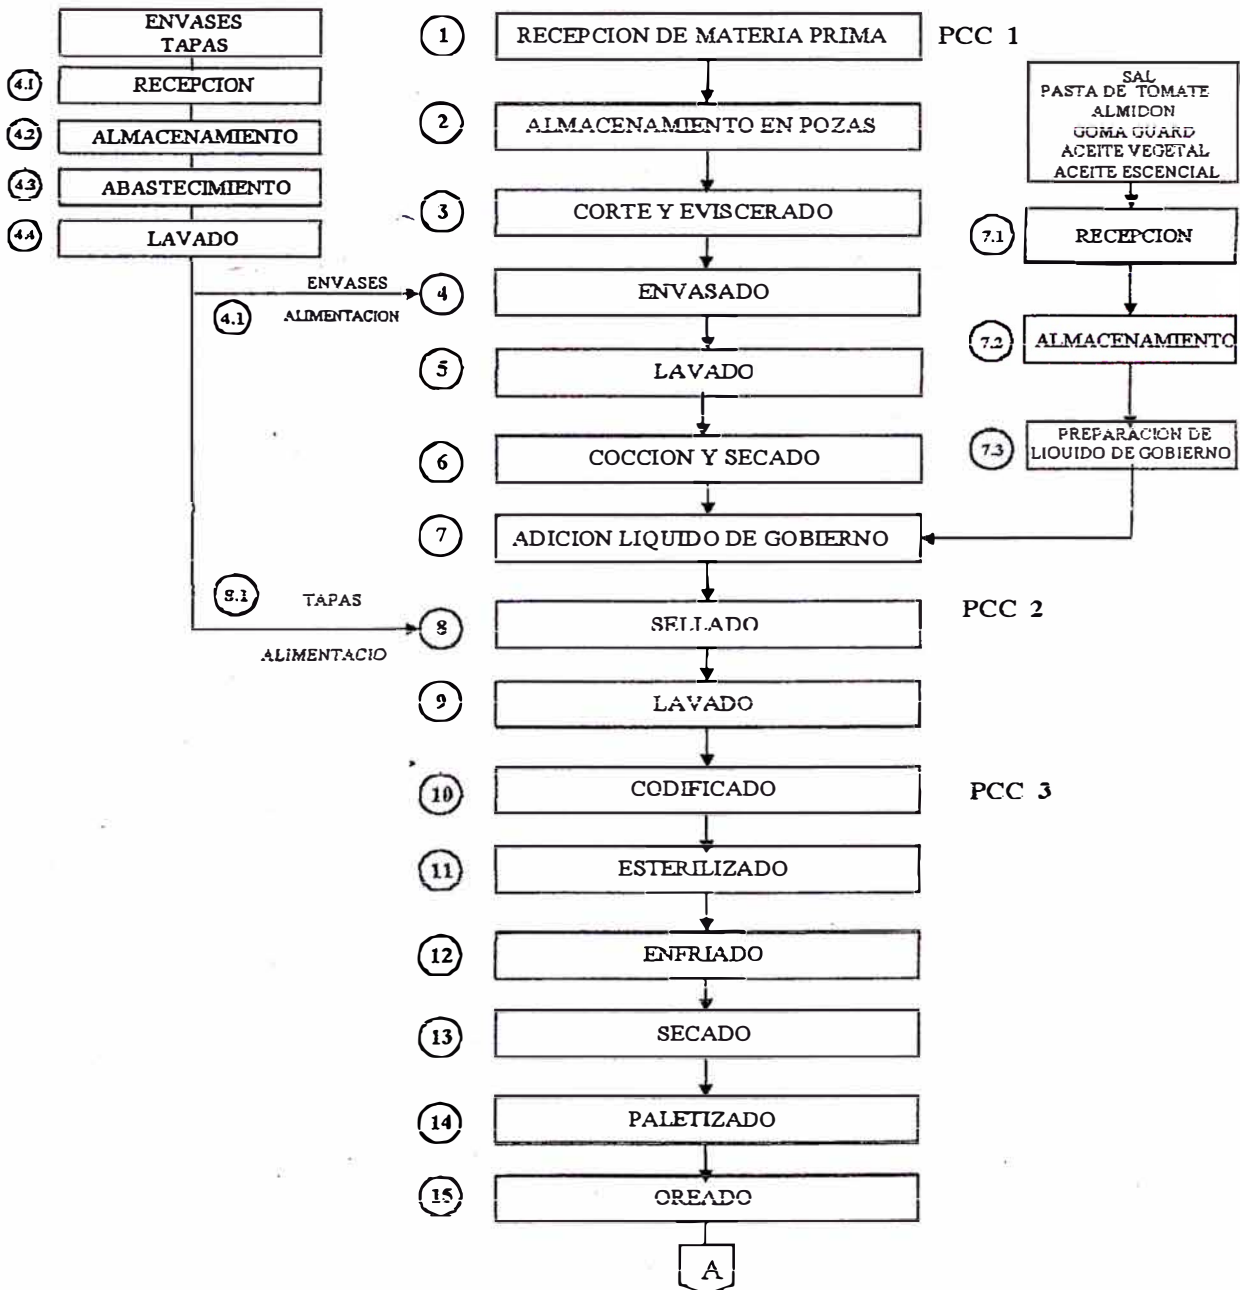 ENVASES
TAPAS
4.1 RECEPCION
4.2 ALMACENAMIENTO
4.3 ABASTECIMIENTO
4.4 LAVADO
ENVASES
4.1 ALIMENTACION
8.1 TAPAS
ALIMENTACIO
1 RECEPCION DE MATERIA PRIMA PCC 1
2 ALMACENAMIENTO EN POZAS
3 CORTE Y EVISCERADO
4 ENVASADO
5 LAVADO
6 COCCION Y SECADO
7 ADICION LIQUIDO DE GOBIERNO
8 SELLADO PCC 2
9 LAVADO
10 CODIFICADO PCC 3
11 ESTERILIZADO
12 ENFRIADO
13 SECADO
14 PALETIZADO
15 OREADO
A
SAL
PASTA DE TOMATE
ALMIDON
GOMA GUARD
ACEITE VEGETAL
ACEITE ESCENCIAL
7.1 RECEPCION
7.2 ALMACENAMIENTO
7.3 PREPARACION DE
LIQUIDO DE GOBIERNO